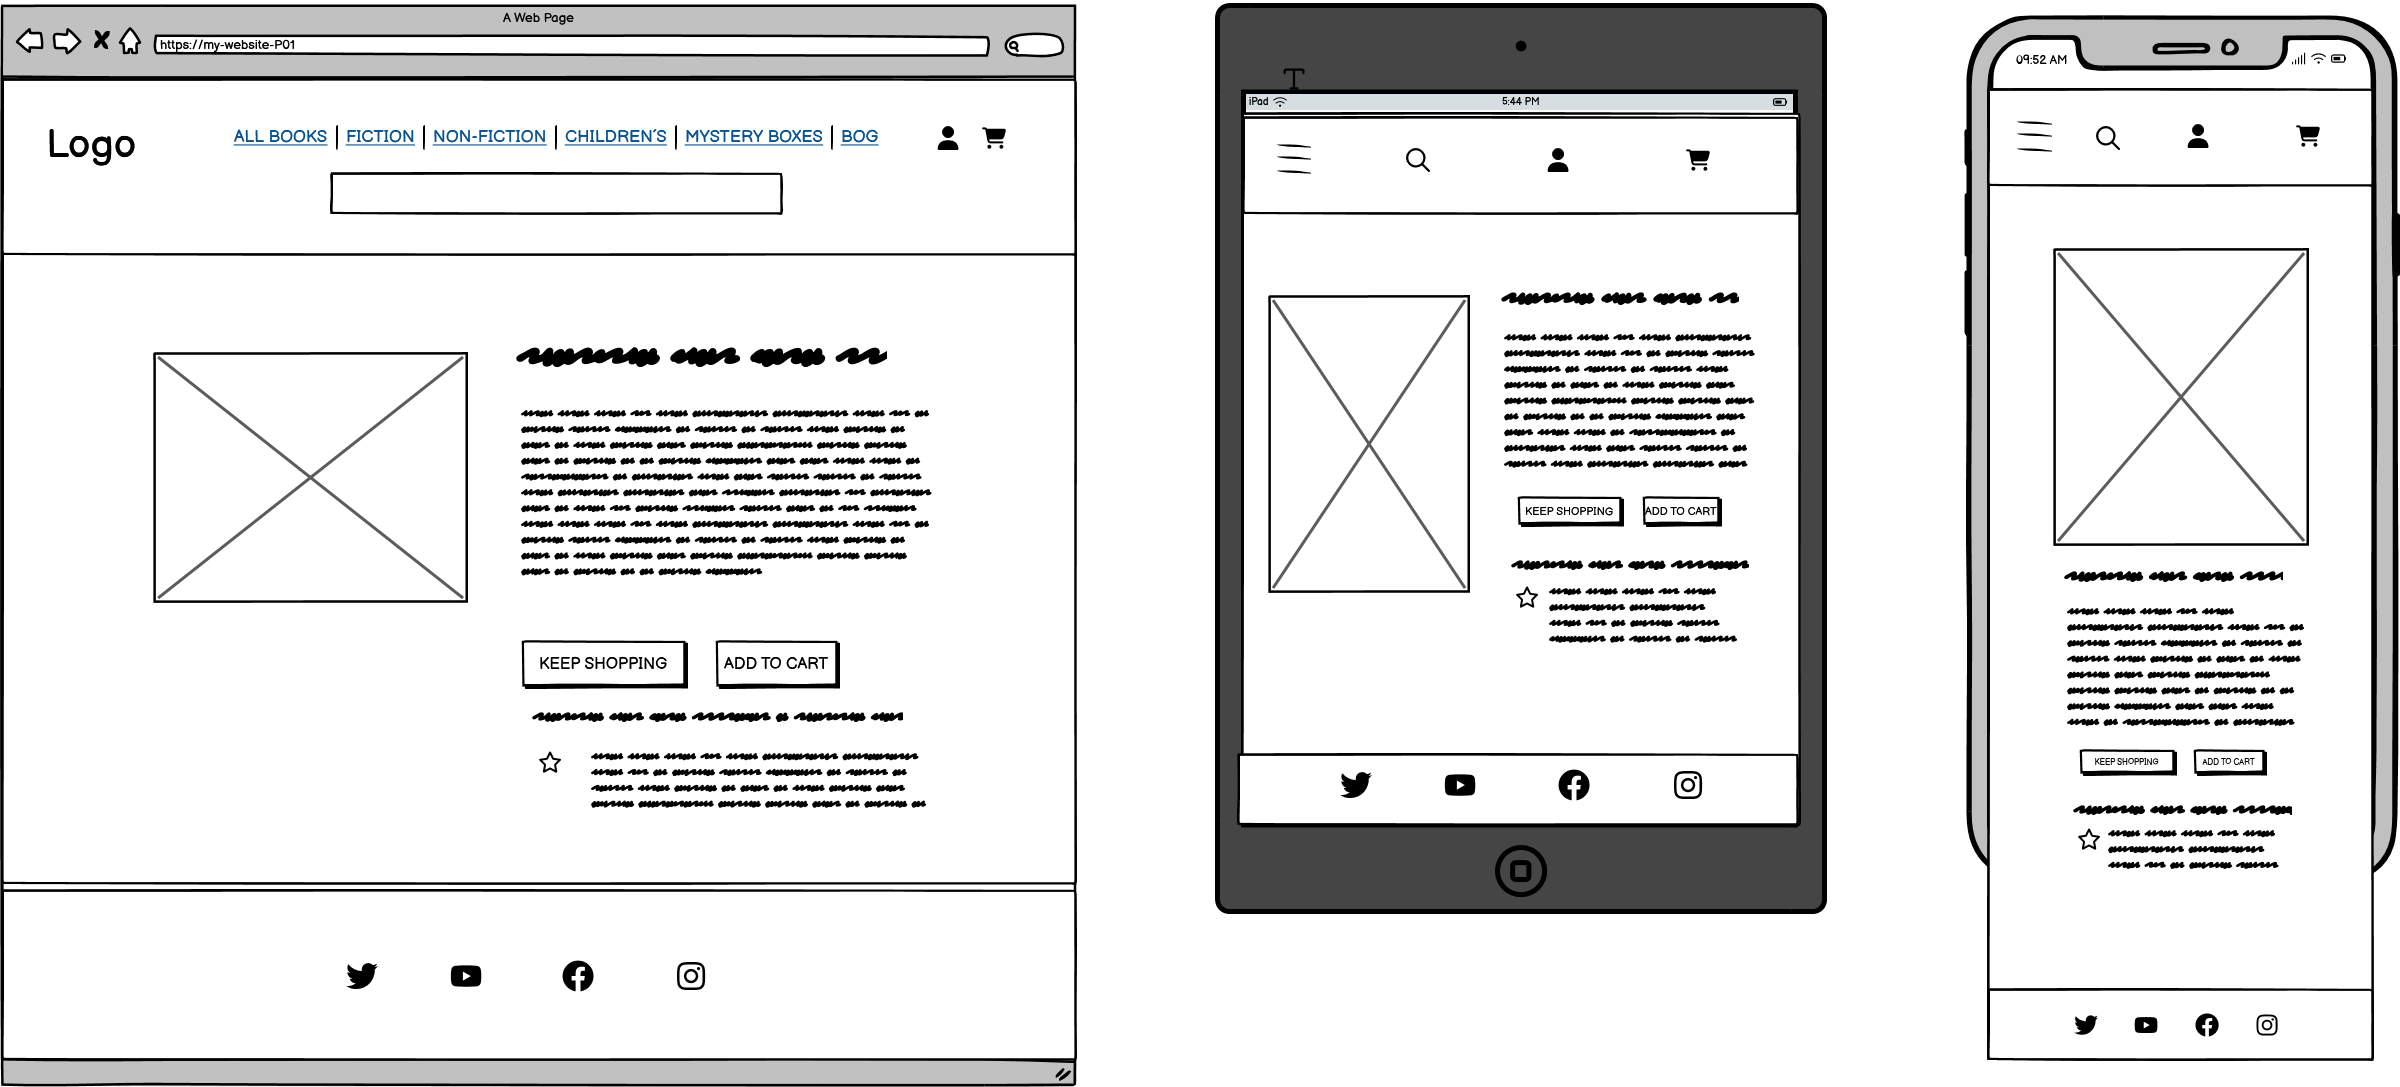 A Web Page
https://my-website-P01
Logo
ALL BOOKS | FICTION | NON-FICTION | CHILDREN'S | MYSTERY BOXES | BOG
KEEP SHOPPING
ADD TO CART
T
iPad
5:44 PM
KEEP SHOPPING
ADD TO CART
09:52 AM
KEEP SHOPPING
ADD TO CART